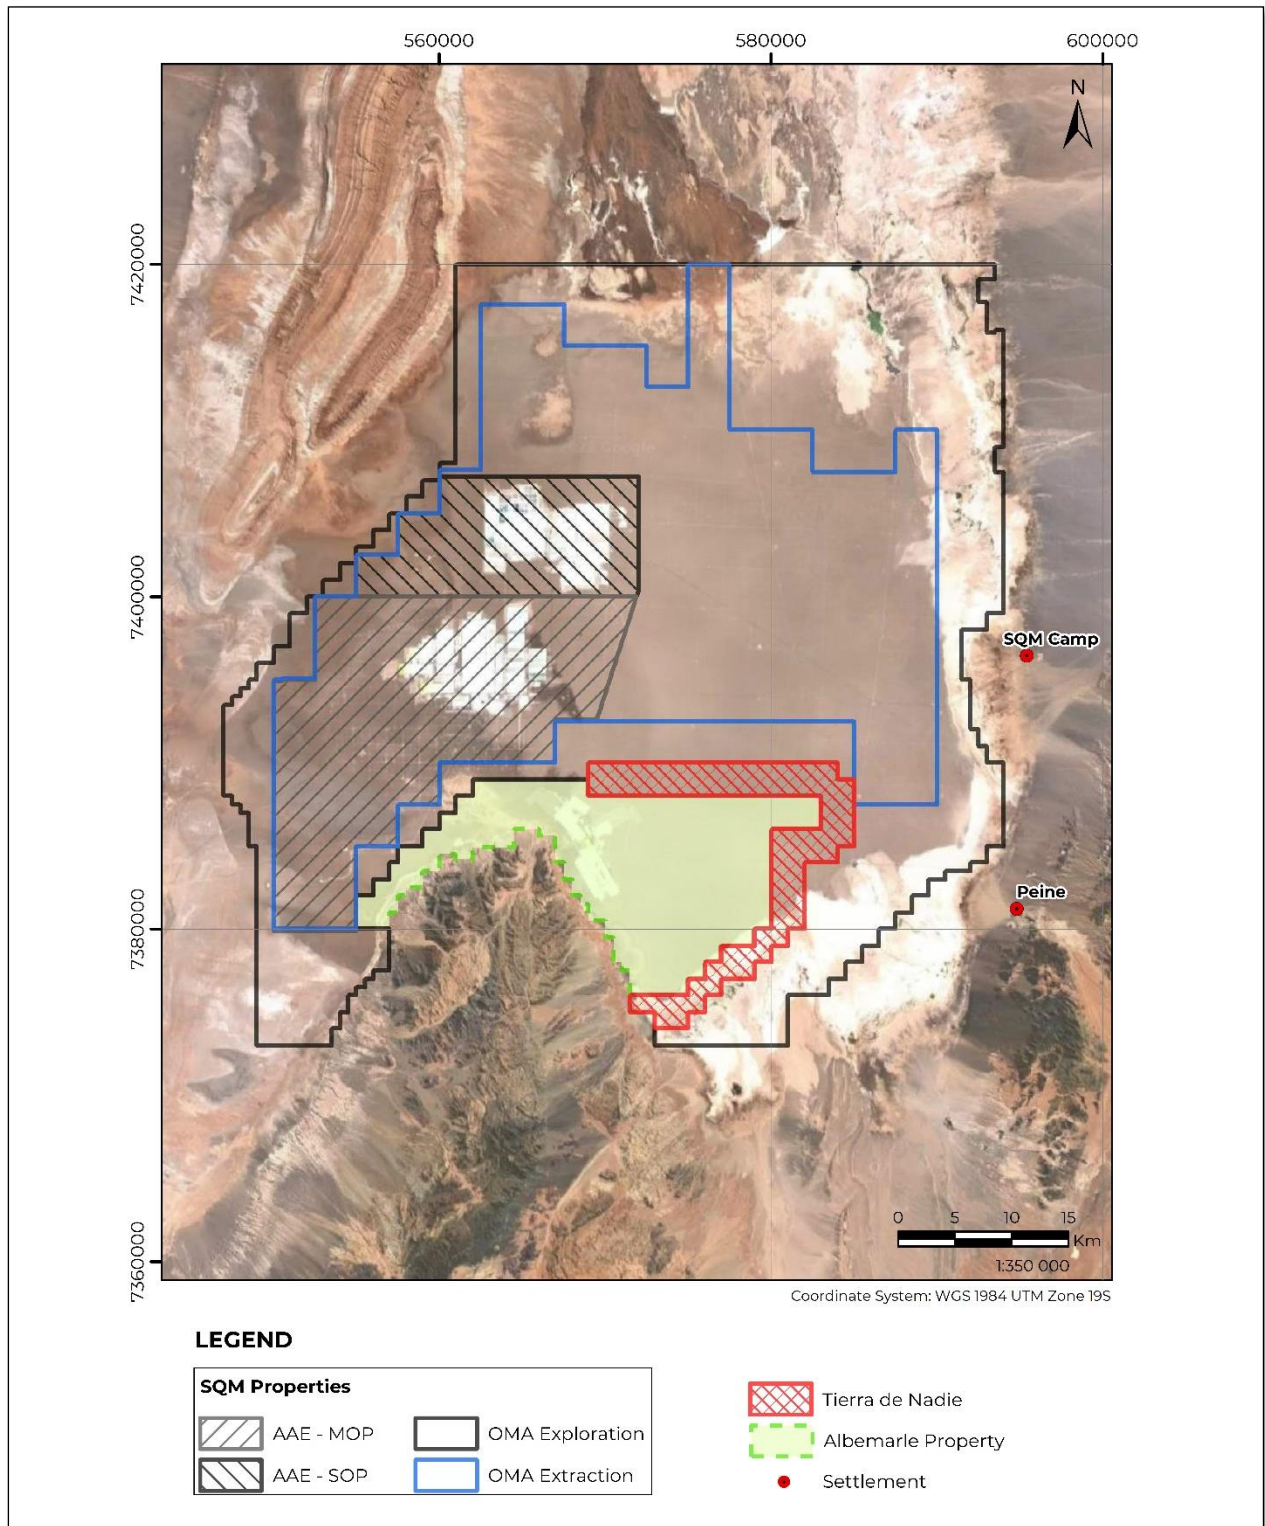 560000 580000 600000
N
7420000
7400000
SQM Camp
Peine
7380000
0 5 10 15
Km
1:350 000
7360000
Coordinate System: WGS 1984 UTM Zone 19S
LEGEND
SQM Properties
AAE - MOP OMA Exploration
AAE - SOP OMA Extraction
Tierra de Nadie
Albemarle Property
Settlement